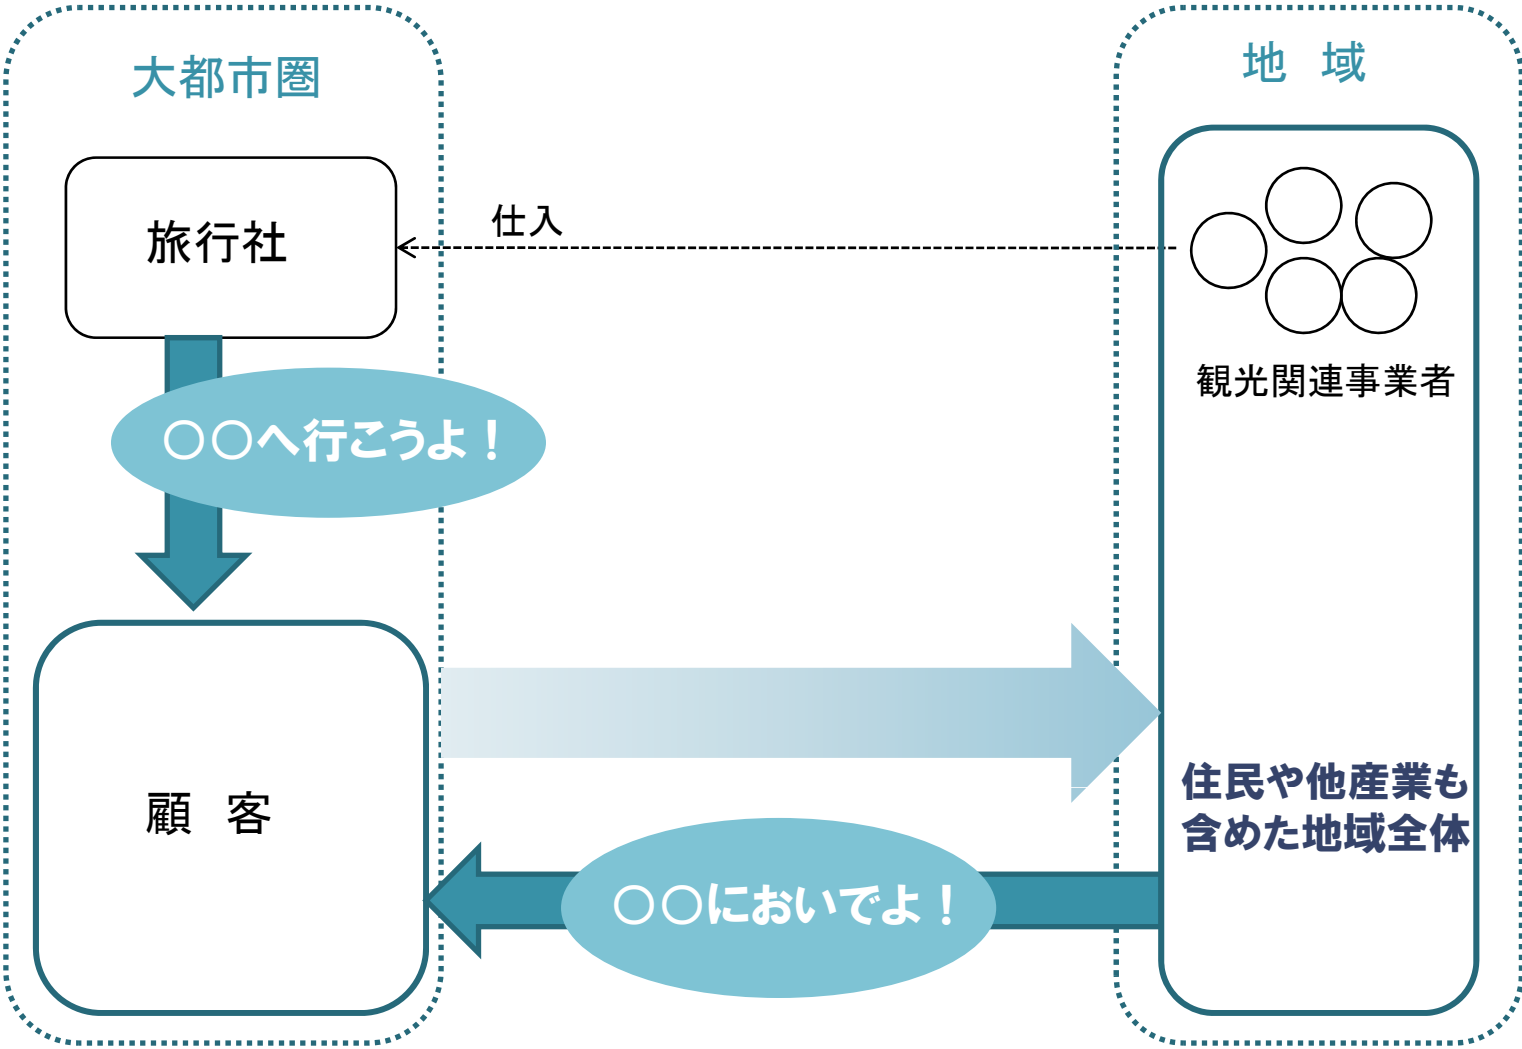 大都市圏
地　域
仕入
旅行社
観光関連事業者
○○へ行こうよ！
顧　客
住民や他産業も
含めた地域全体
○○においでよ！